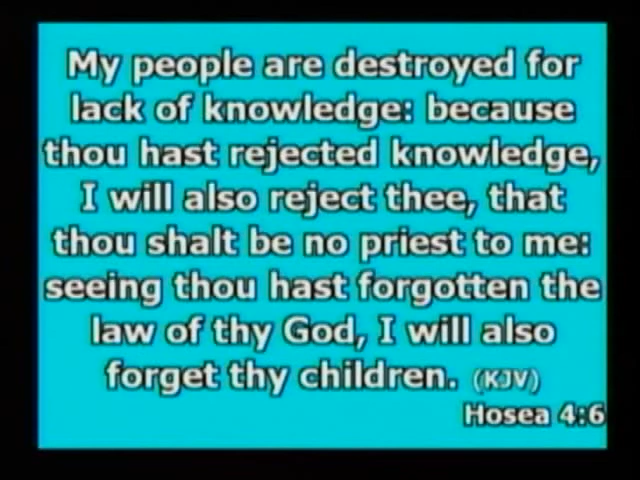 My people are destroyed for
lack of knowledge: because
thou hast rejected knowledge,
I will also reject thee, that
thou shalt be no priest to me:
seeing thou hast forgotten the
law of thy God, I will also
forget thy children. (KJV)
Hosea 4:6